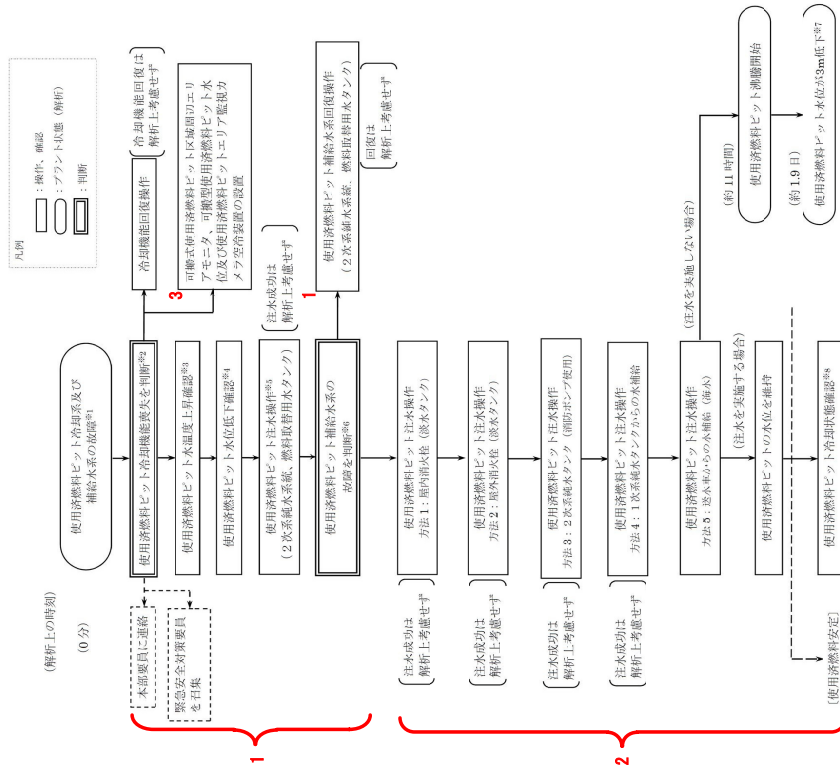 凡例
：操作、確認
：プラント状態（解析）
：判断
（解析上の時刻）
（0分）
使用済燃料ピット冷却系及び
補給水系の故障※1
本部要員に連絡
緊急安全対策要員
を召集
使用済燃料ピット冷却機能喪失を判断※2
冷却機能回復操作
冷却機能回復は
解析上考慮せず
3
可搬式使用済燃料ピット区域周辺エリ
アモニタ、可搬型使用済燃料ピット水
位及び使用済燃料ピットエリア監視カ
メラ空冷装置の設置
使用済燃料ピット水温度上昇確認※3
使用済燃料ピット水位低下確認※4
使用済燃料ピット注水操作※5
（2次系純水系統、燃料取替用水タンク）
注水成功は
解析上考慮せず
使用済燃料ピット補給水系の
故障を判断※6
1
使用済燃料ピット補給水系回復操作
（2次系純水系統、燃料取替用水タンク）
回復は
解析上考慮せず
1
使用済燃料ピット注水操作
方法1：屋内消火栓（淡水タンク）
注水成功は
解析上考慮せず
使用済燃料ピット注水操作
方法2：屋外消火栓（淡水タンク）
注水成功は
解析上考慮せず
使用済燃料ピット注水操作
方法3：2次系純水タンク（消防ポンプ使用）
注水成功は
解析上考慮せず
使用済燃料ピット注水操作
方法4：1次系純水タンクからの水補給
注水成功は
解析上考慮せず
使用済燃料ピット注水操作
方法5：送水車からの水補給（海水）
（注水を実施しない場合）
（約11時間）
使用済燃料ピット沸騰開始
（約1.9日）
使用済燃料ピット水位が3m低下※7
（注水を実施する場合）
使用済燃料ピットの水位を維持
使用済燃料ピット冷却状態確認※8
［使用済燃料安定］
2